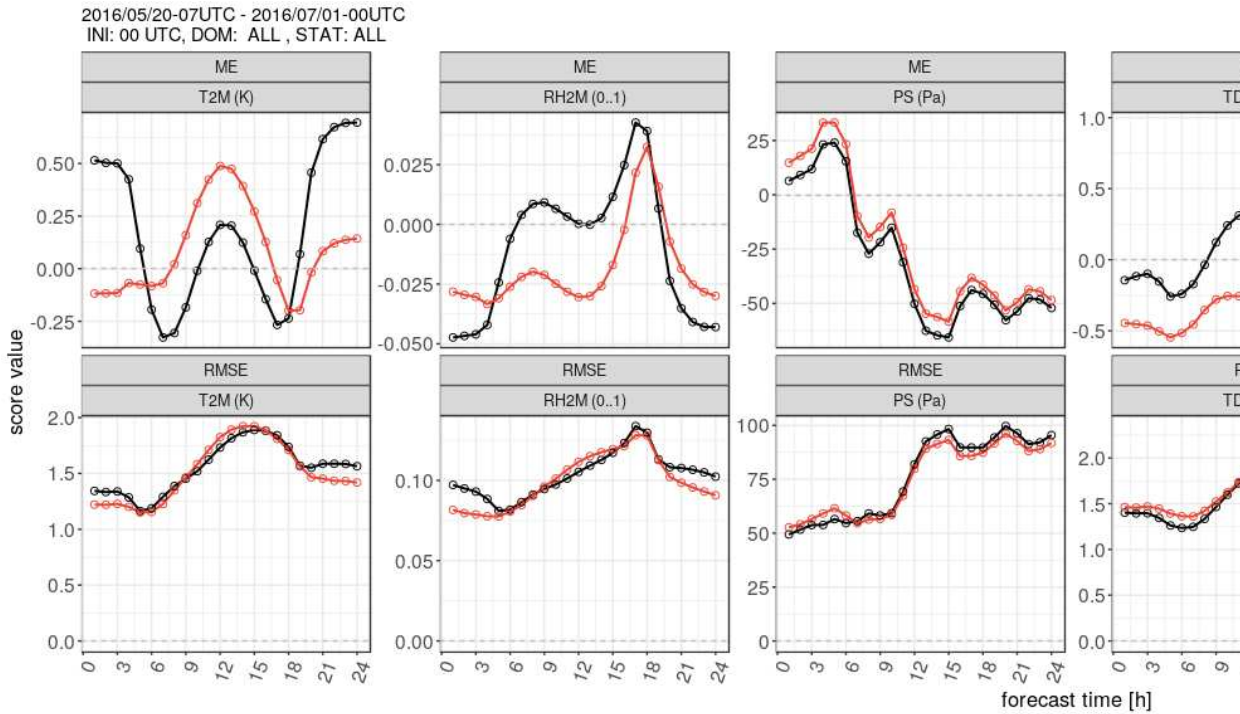 2016/05/20-07UTC - 2016/07/01-00UTC
INI: 00 UTC, DOM: ALL , STAT: ALL
ME
ME
ME
T2M (K)
RH2M (0..1)
PS (Pa)
TD
0.50
0.25
0.00
-0.25
0.025
0.000
-0.025
-0.050
25
0
-25
-50
1.0
0.5
0.0
-0.5
score value
RMSE
RMSE
RMSE
T2M (K)
RH2M (0..1)
PS (Pa)
TD
2.0
1.5
1.0
0.5
0.0
0.10
0.05
0.00
100
75
50
25
0
2.0
1.5
1.0
0.5
0.0
0 3 6 9 12 15 18 21 24
0 3 6 9 12 15 18 21 24
0 3 6 9 12 15 18 21 24
0 3 6 9
forecast time [h]